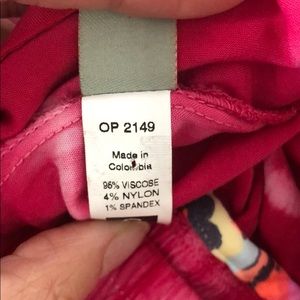 OP 2149
Made in
Colombia
95% VISCOSE
4% NYLON
1% SPANDEX